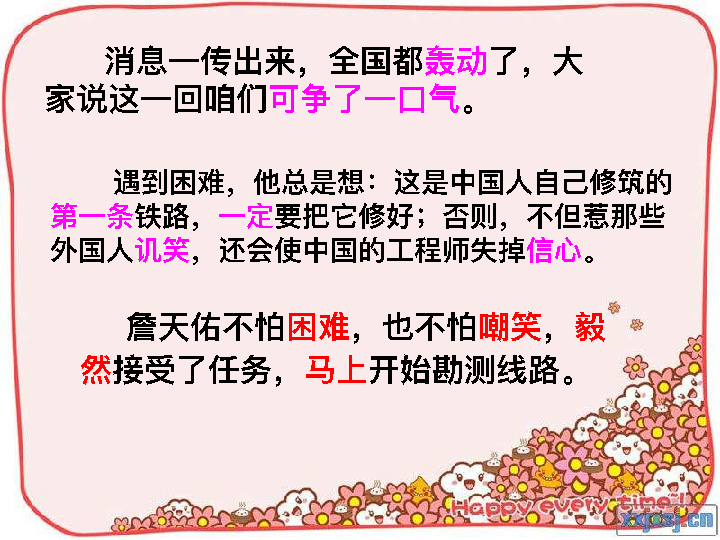 消息一传出来，全国都轰动了，大
家说这一回咱们可争了一口气。
遇到困难，他总是想：这是中国人自己修筑的
第一条铁路，一定要把它修好；否则，不但惹那些
外国人讥笑，还会使中国的工程师失掉信心。
詹天佑不怕困难，也不怕嘲笑，毅
然接受了任务，马上开始勘测线路。
Happy every time~!